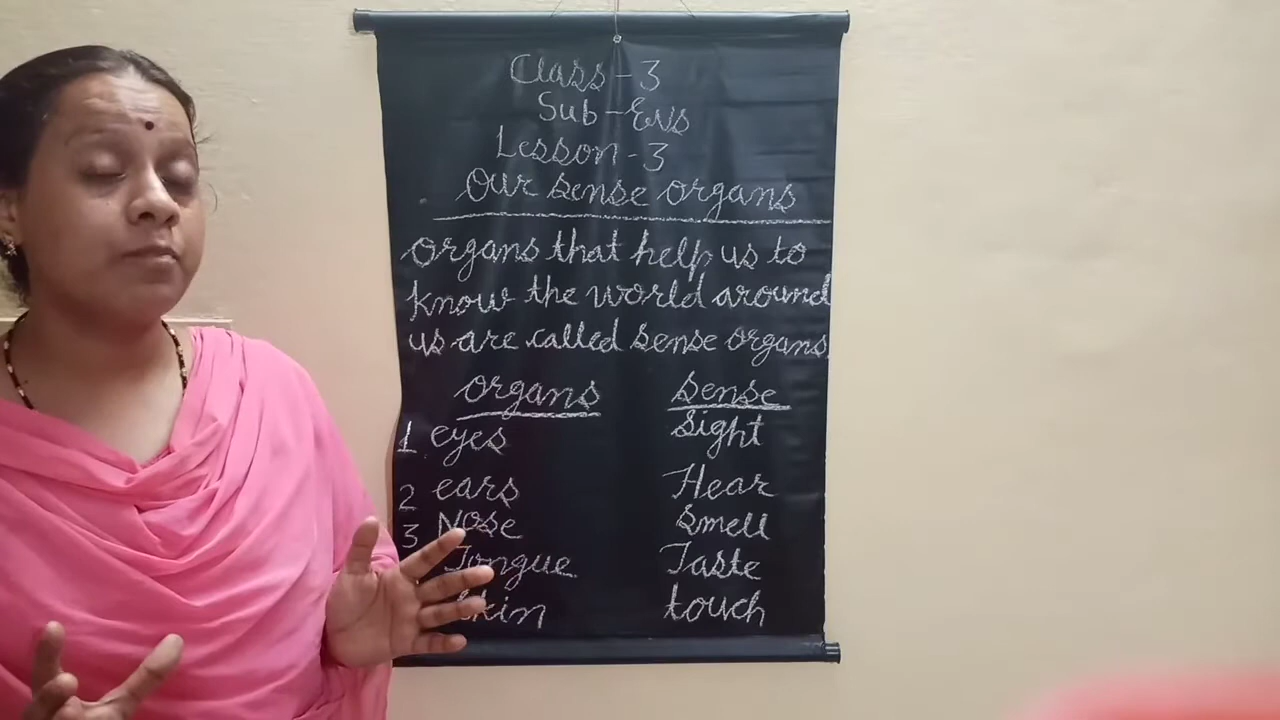 Class-3
Sub-EVS
Lesson-3
Our sense organs
organs that help us to
know the world around
us are called sense organs
organs sense
1 eyes Sight
2 ears Hear
3 Nose Smell
Tongue Taste
skin touch